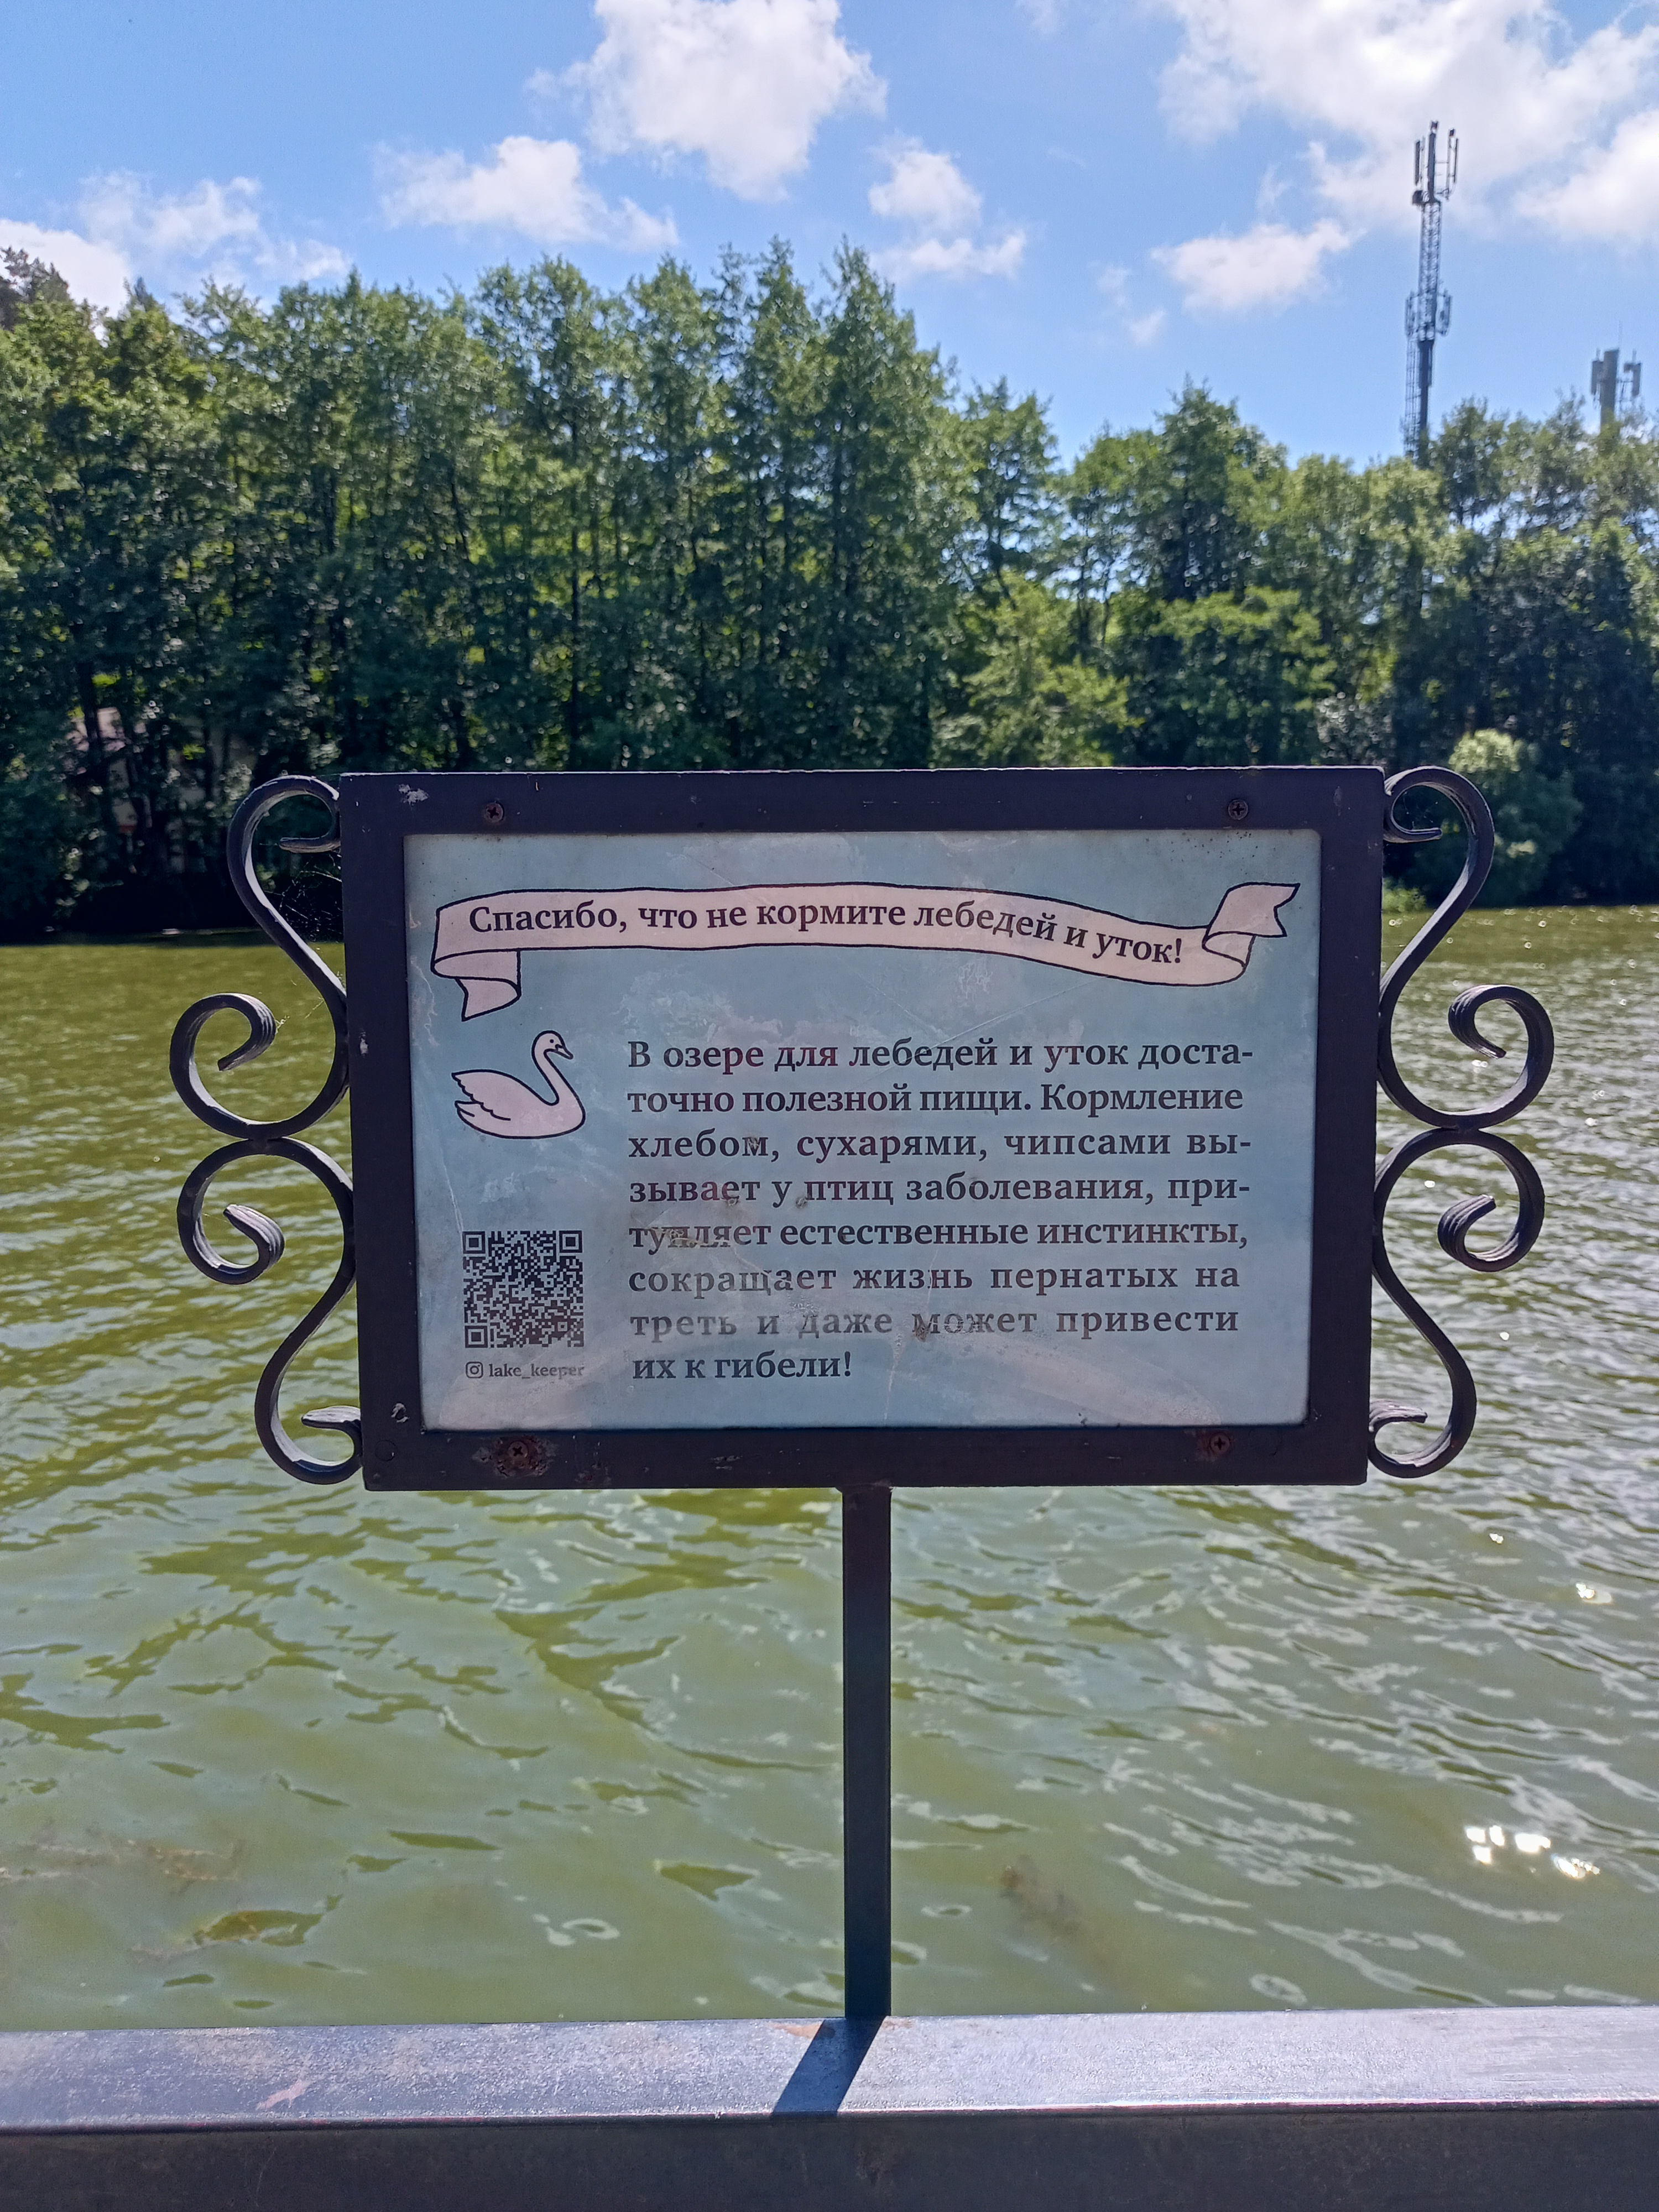 Спасибо, что не кормите лебедей и уток!
В озере для лебедей и уток доста-
точно полезной пищи. Кормление
хлебом, сухарями, чипсами вы-
зывает у птиц заболевания, при-
тупляет естественные инстинкты,
сокращает жизнь пернатых на
треть и даже может привести
их к гибели!
lake_keeper